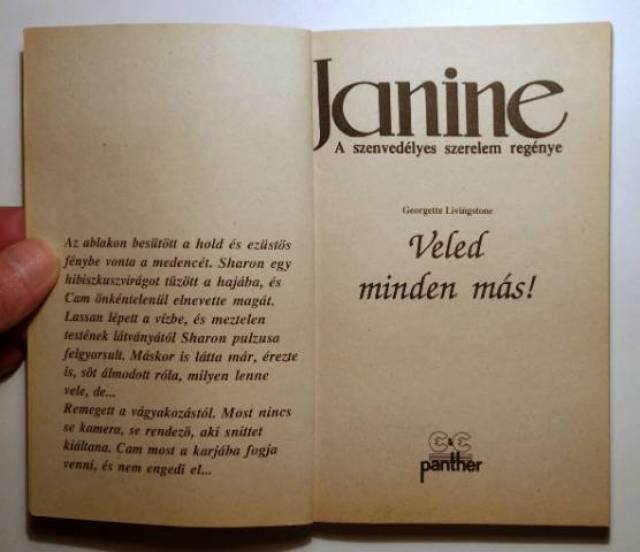 Az ablakon besütött a hold és ezüstös
fénybe vonta a medencét. Sharon egy
hibiszkuszvirágot tűzött a hajába, és
Cam önkéntelenül elnevette magát.
Lassan lépett a vízbe, és meztelen
testének látványától Sharon pulzusa
felgyorsult. Máskor is látta már, érezte
is, sőt álmodott róla, milyen lenne
vele, de...
Remegett a vágyakozástól. Most nincs
se kamera, se rendező, aki snittet
kiáltana. Cam most a karjába fogja
venni, és nem engedi el...
Janine
A szenvedélyes szerelem regénye
Georgette Livingstone
Veled
minden más!
e&e
panther